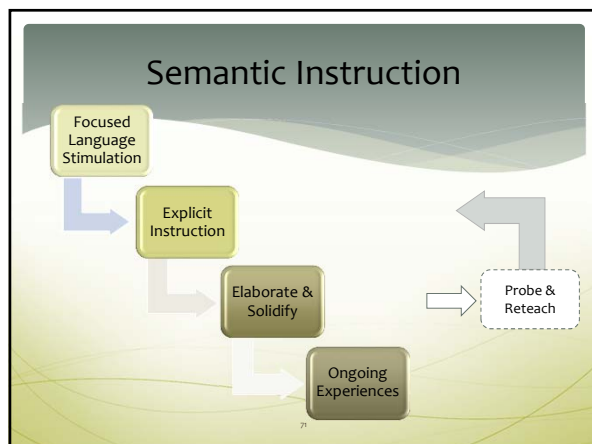 Semantic Instruction
Focused
Language
Stimulation
Explicit
Instruction
Elaborate &
Solidify
Probe &
Reteach
Ongoing
Experiences
71